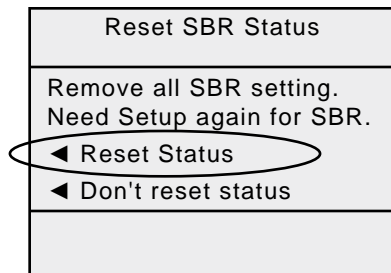 Reset SBR Status
Remove all SBR setting.
Need Setup again for SBR.
◄ Reset Status
◄ Don't reset status